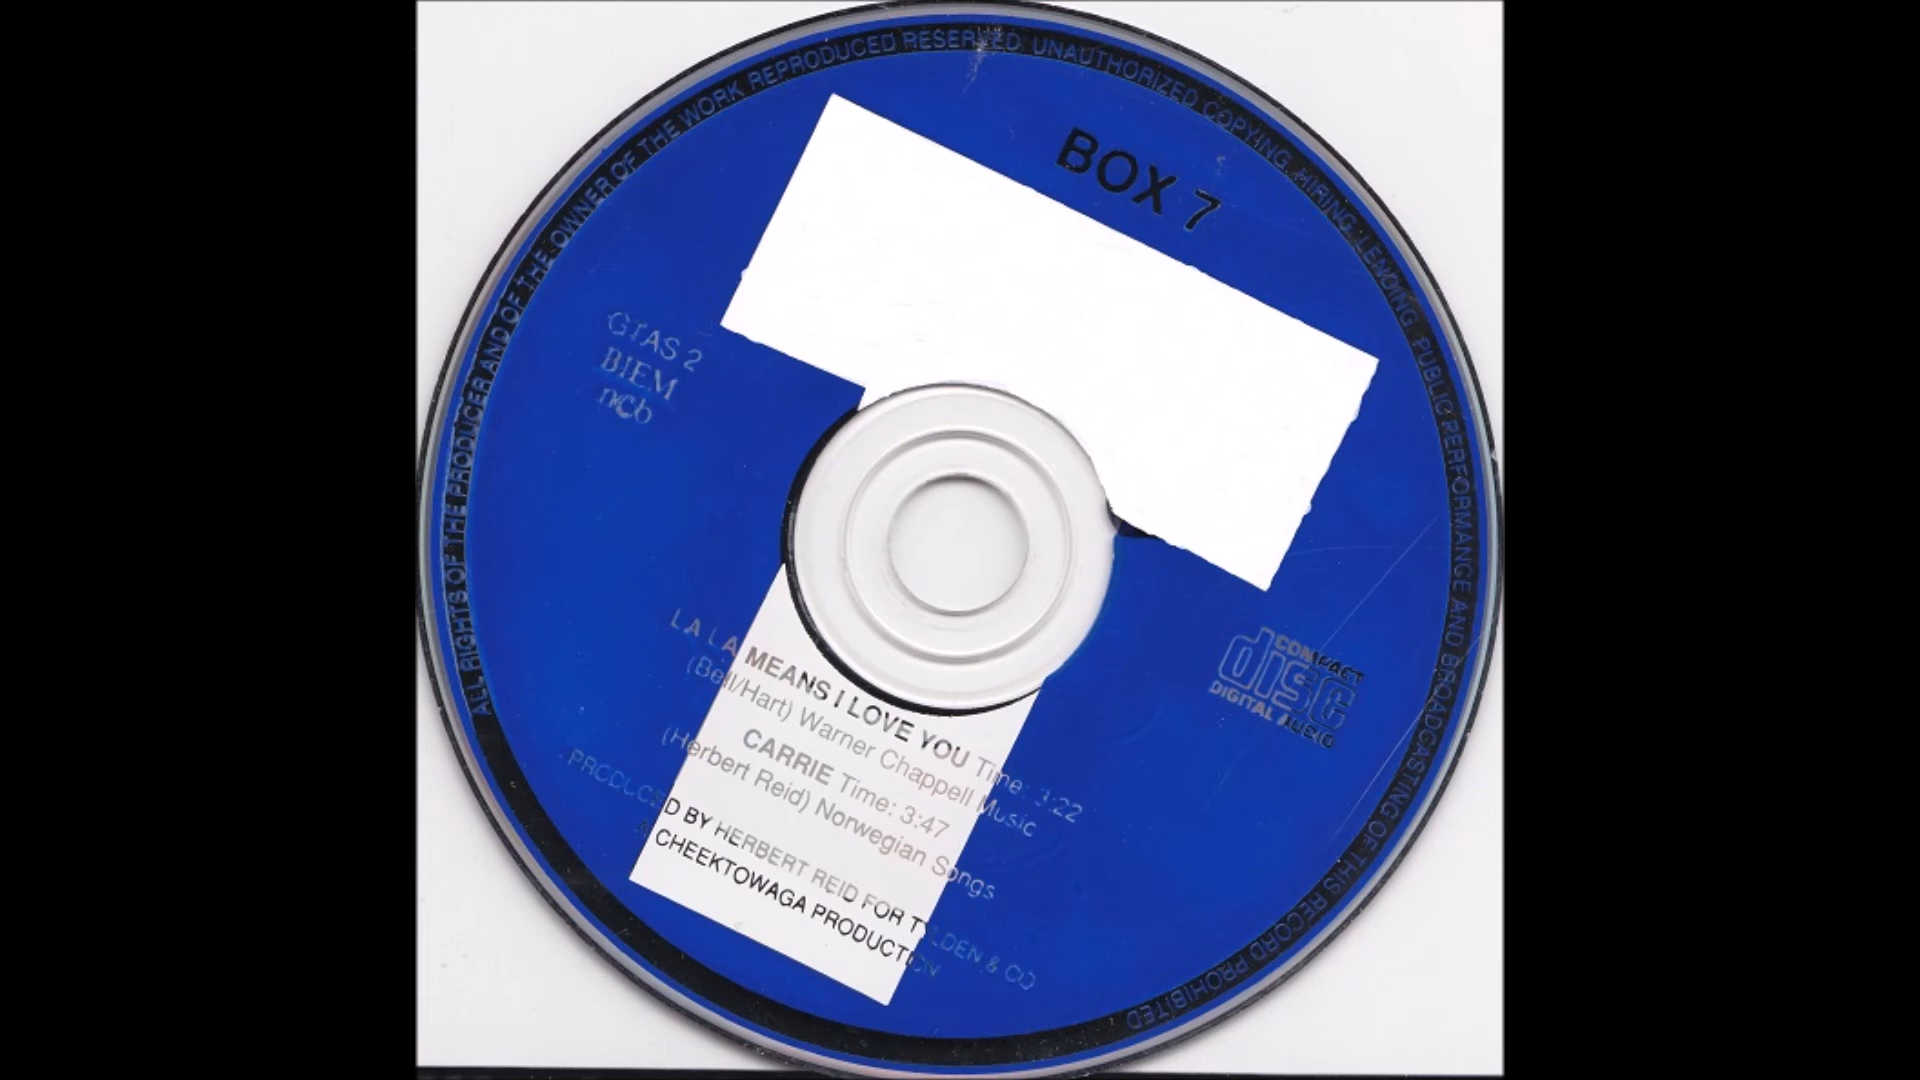 ALL RIGHTS OF THE PRODUCER AND OF THE OWNER OF THE WORK REPRODUCED RESERVED. UNAUTHORIZED COPYING, HIRING, LENDING, PUBLIC PERFORMANCE AND BROADCASTING OF THIS RECORD PROHIBITED
BOX 7
GTAS 2
BIEM
ncb
COMPACT
disc
DIGITAL AUDIO
LA LA MEANS I LOVE YOU Time: 3:22
(Bell/Hart) Warner Chappell Music
CARRIE Time: 3:47
(Herbert Reid) Norwegian Songs
PRODUCED BY HERBERT REID FOR TYLDEN & CO
CHEEKTOWAGA PRODUCTION